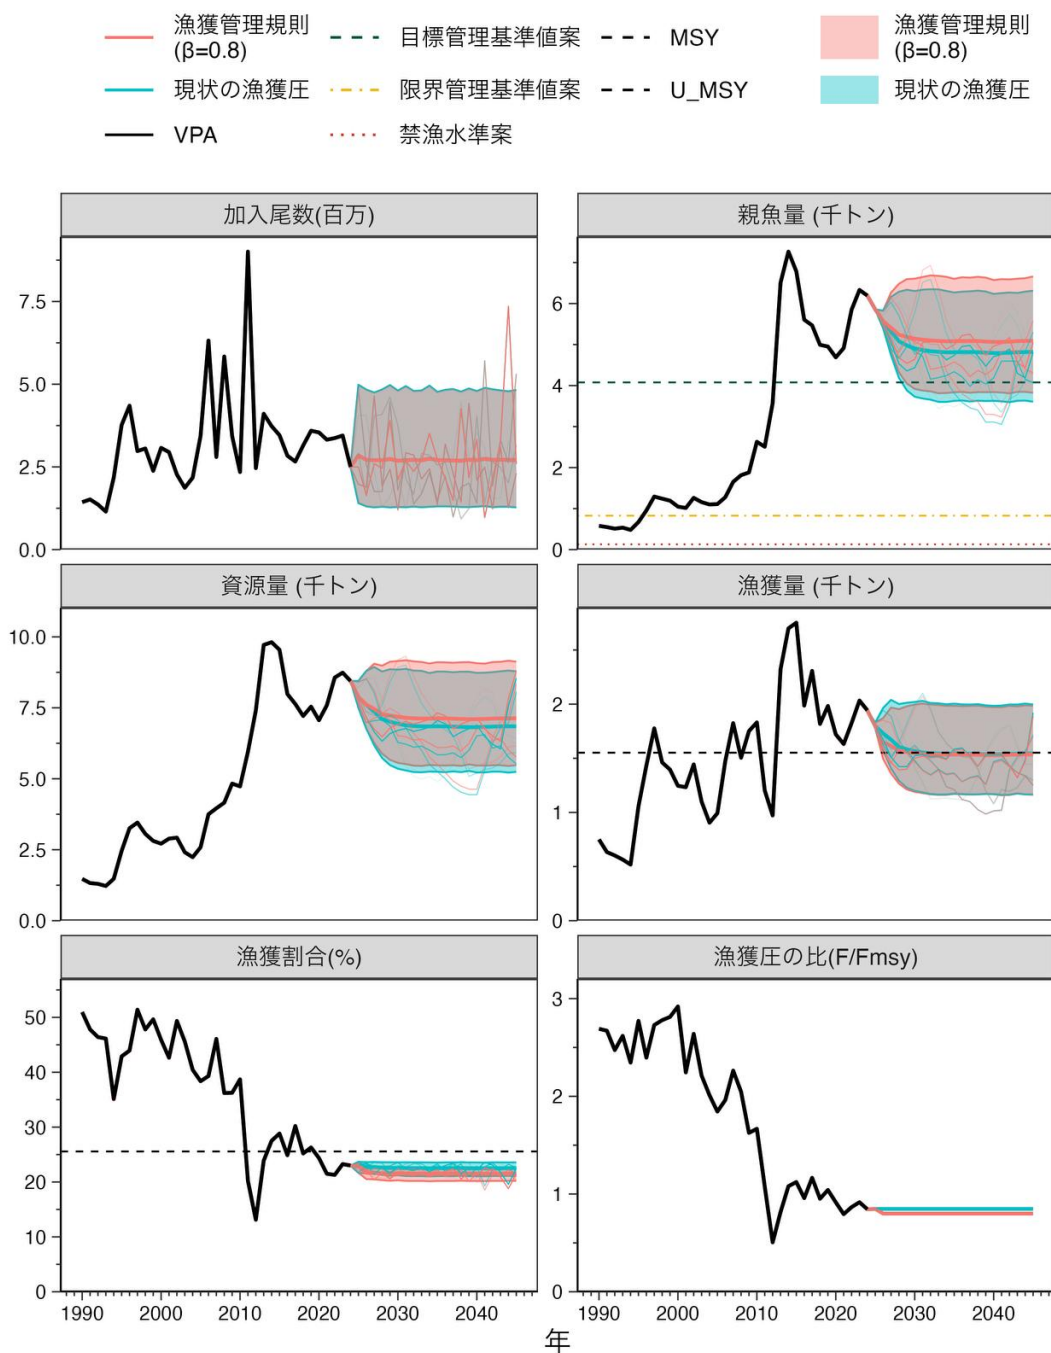 漁獲管理規則
(β=0.8)
目標管理基準値案
MSY
漁獲管理規則
(β=0.8)
現状の漁獲圧
限界管理基準値案
U_MSY
現状の漁獲圧
VPA
禁漁水準案
加入尾数(百万)
7.5
5.0
2.5
0.0
親魚量 (千トン)
6
4
2
0
資源量 (千トン)
10.0
7.5
5.0
2.5
0.0
漁獲量 (千トン)
2
1
0
漁獲割合(%)
50
40
30
20
10
0
1990 2000 2010 2020 2030 2040
漁獲圧の比(F/Fmsy)
3
2
1
0
1990 2000 2010 2020 2030 2040
年